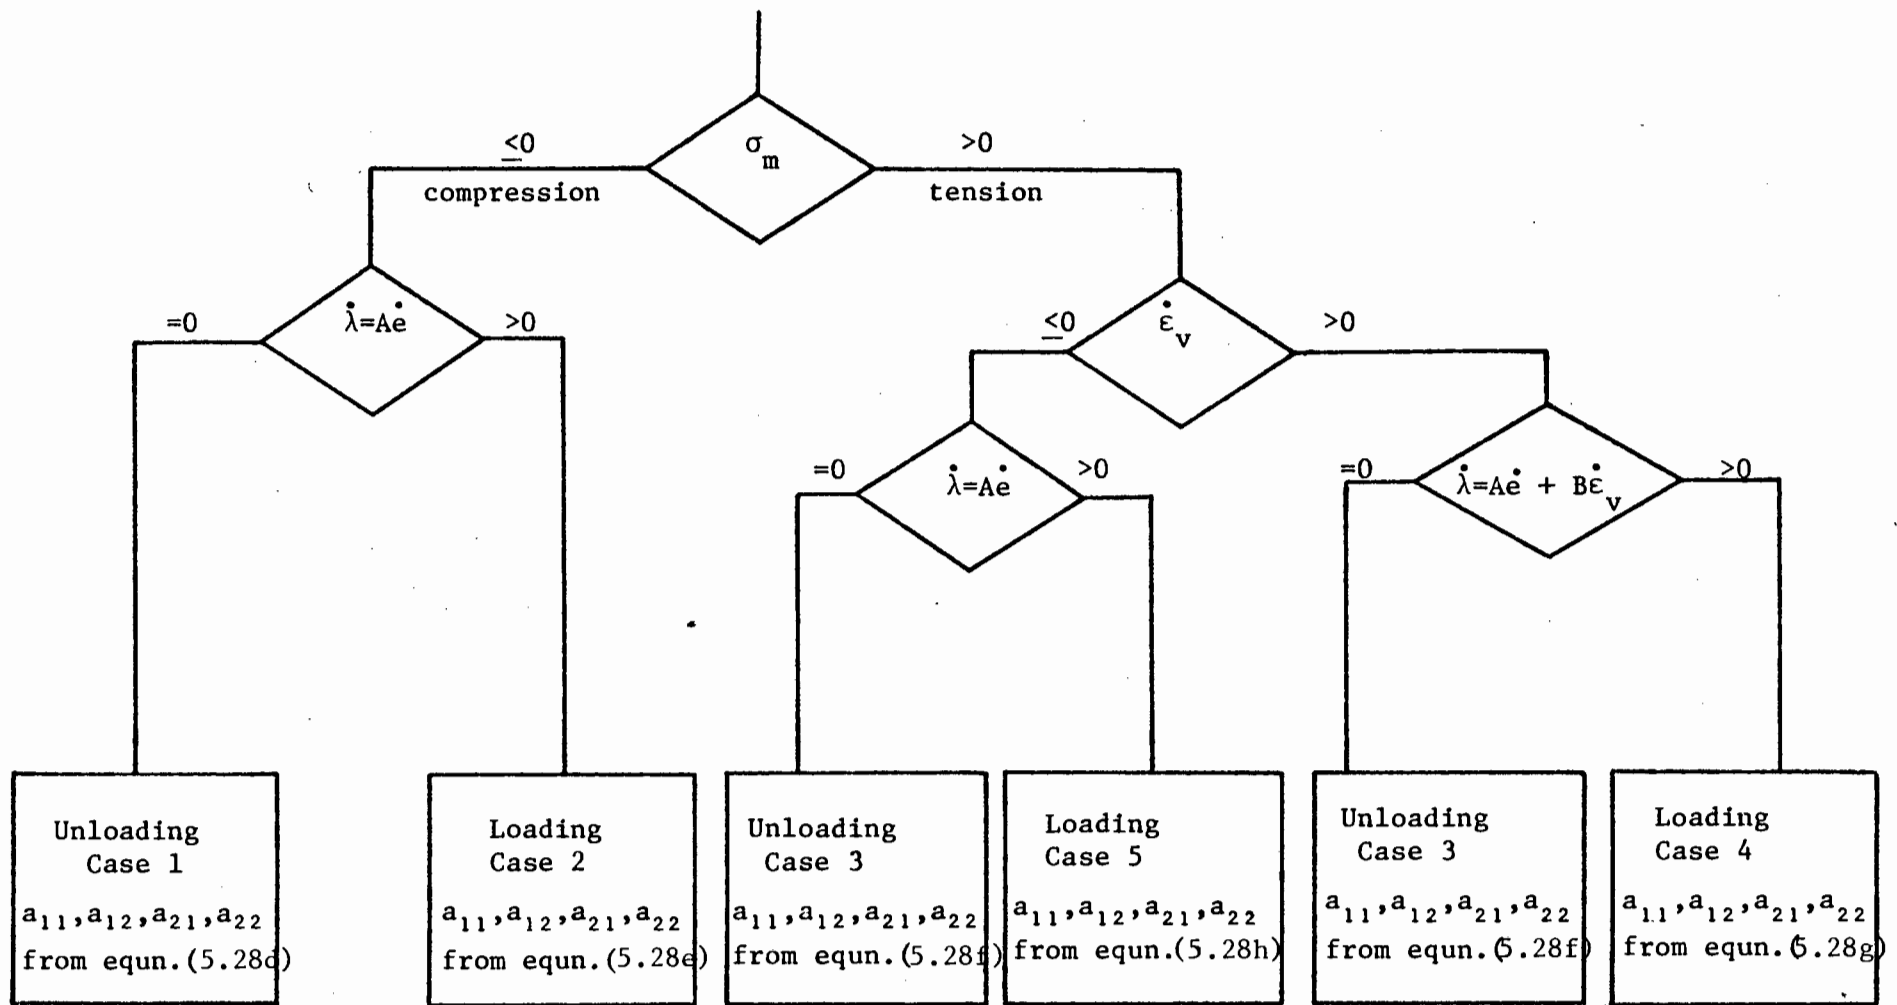 σm
≤0
>0
compression
tension
λ̇=Aė
=0
>0
ε̇v
≤0
>0
λ̇=Aė
=0
>0
λ̇=Aė + Bε̇v
=0
>0
Unloading
Case 1
a11,a12,a21,a22
from equn.(5.28d)
Loading
Case 2
a11,a12,a21,a22
from equn.(5.28e)
Unloading
Case 3
a11,a12,a21,a22
from equn.(5.28f)
Loading
Case 5
a11,a12,a21,a22
from equn.(5.28h)
Unloading
Case 3
a11,a12,a21,a22
from equn.(5.28f)
Loading
Case 4
a11,a12,a21,a22
from equn.(5.28g)